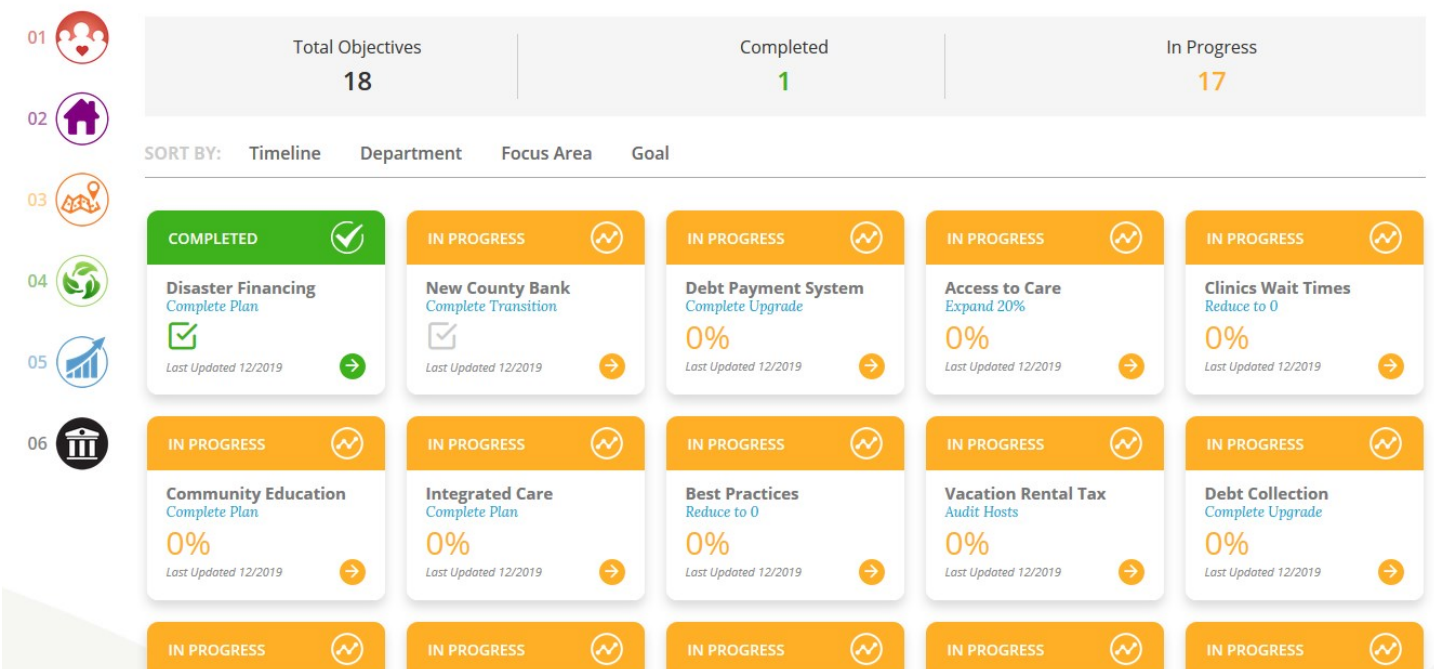 01
02
03
04
05
06
Total Objectives
18
Completed
1
In Progress
17
SORT BY: Timeline Department Focus Area Goal
COMPLETED
Disaster Financing
Complete Plan
Last Updated 12/2019
IN PROGRESS
New County Bank
Complete Transition
Last Updated 12/2019
IN PROGRESS
Debt Payment System
Complete Upgrade
0%
Last Updated 12/2019
IN PROGRESS
Access to Care
Expand 20%
0%
Last Updated 12/2019
IN PROGRESS
Clinics Wait Times
Reduce to 0
0%
Last Updated 12/2019
IN PROGRESS
Community Education
Complete Plan
0%
Last Updated 12/2019
IN PROGRESS
Integrated Care
Complete Plan
0%
Last Updated 12/2019
IN PROGRESS
Best Practices
Reduce to 0
0%
Last Updated 12/2019
IN PROGRESS
Vacation Rental Tax
Audit Hosts
0%
Last Updated 12/2019
IN PROGRESS
Debt Collection
Complete Upgrade
0%
Last Updated 12/2019
IN PROGRESS
IN PROGRESS
IN PROGRESS
IN PROGRESS
IN PROGRESS